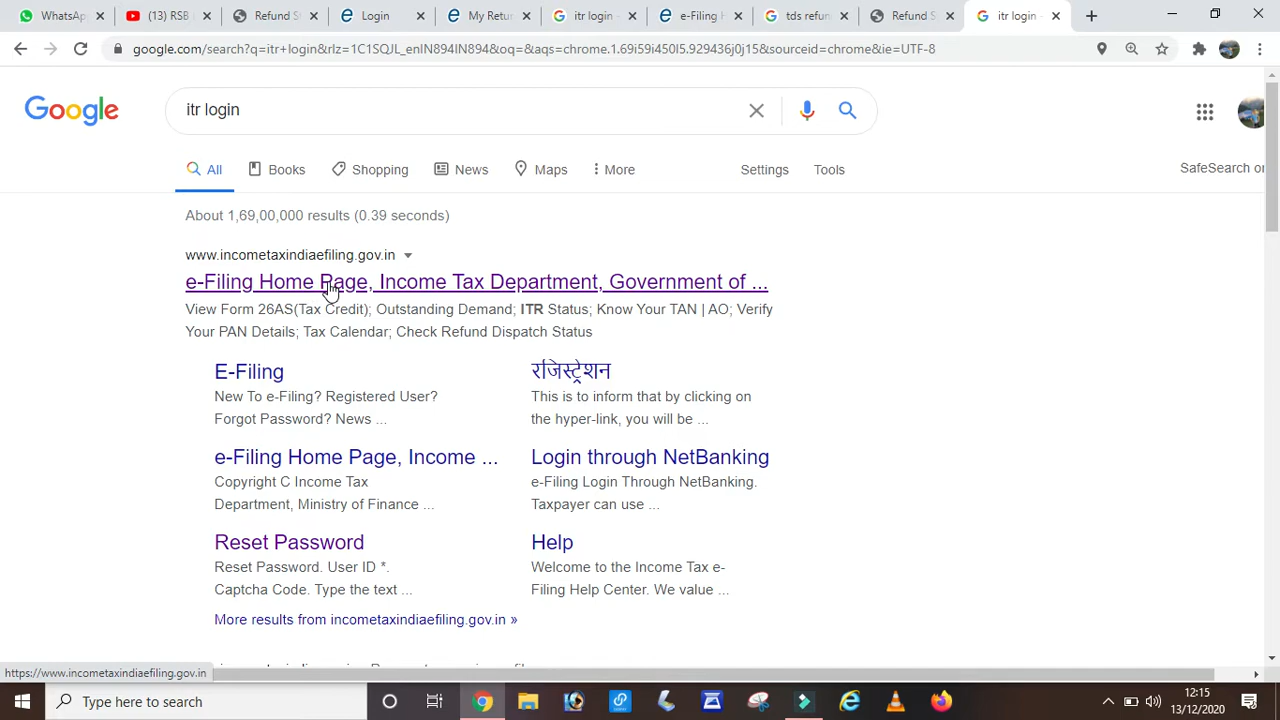 WhatsApp
(13) RSB
Refund S
Login
My Retu
itr login -
e-Filing H
tds refun
Refund S
itr login -
google.com/search?q=itr+login&rlz=1C1SQJL_enIN894IN894&oq=&aqs=chrome.1.69i59i450l5.929436j0j15&sourceid=chrome&ie=UTF-8
Google
itr login
All
Books
Shopping
News
Maps
More
Settings
Tools
SafeSearch on
About 1,69,00,000 results (0.39 seconds)
www.incometaxindiaefiling.gov.in
e-Filing Home Page, Income Tax Department, Government of ...
View Form 26AS(Tax Credit); Outstanding Demand; ITR Status; Know Your TAN | AO; Verify
Your PAN Details; Tax Calendar; Check Refund Dispatch Status
E-Filing
New To e-Filing? Registered User?
Forgot Password? News ...
रजिस्ट्रेशन
This is to inform that by clicking on
the hyper-link, you will be ...
e-Filing Home Page, Income ...
Copyright C Income Tax
Department, Ministry of Finance ...
Login through NetBanking
e-Filing Login Through NetBanking.
Taxpayer can use ...
Reset Password
Reset Password. User ID *.
Captcha Code. Type the text ...
Help
Welcome to the Income Tax e-
Filing Help Center. We value ...
More results from incometaxindiaefiling.gov.in »
https://www.incometaxindiaefiling.gov.in
Type here to search
12:15
13/12/2020